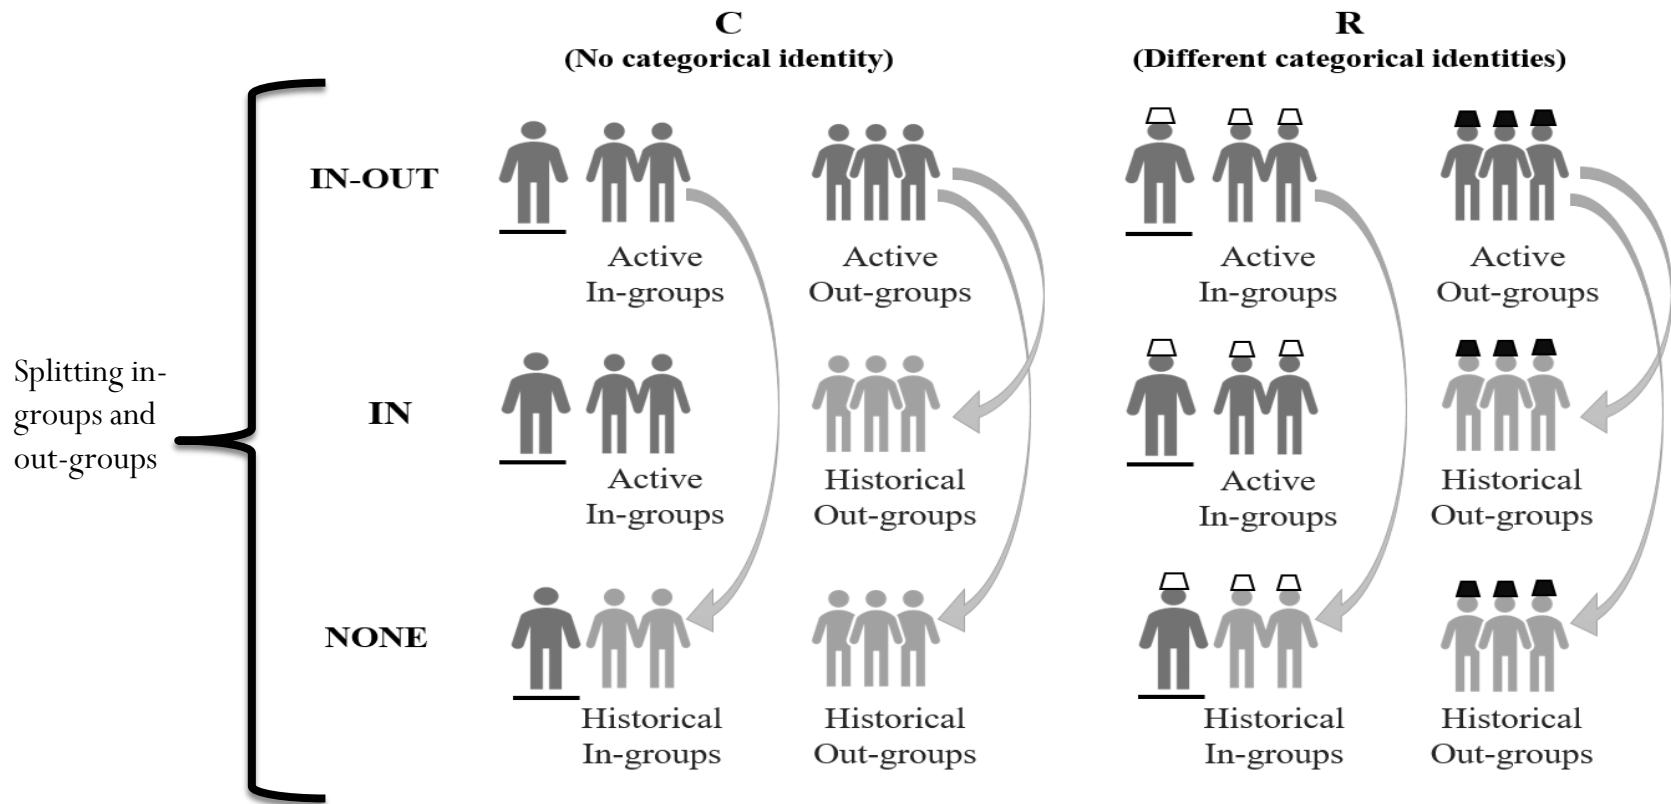 C
(No categorical identity)
R
(Different categorical identities)
IN-OUT
Active
In-groups
Active
Out-groups
Active
In-groups
Active
Out-groups
Splitting in-
groups and
out-groups
IN
Active
In-groups
Historical
Out-groups
Active
In-groups
Historical
Out-groups
NONE
Historical
In-groups
Historical
Out-groups
Historical
In-groups
Historical
Out-groups